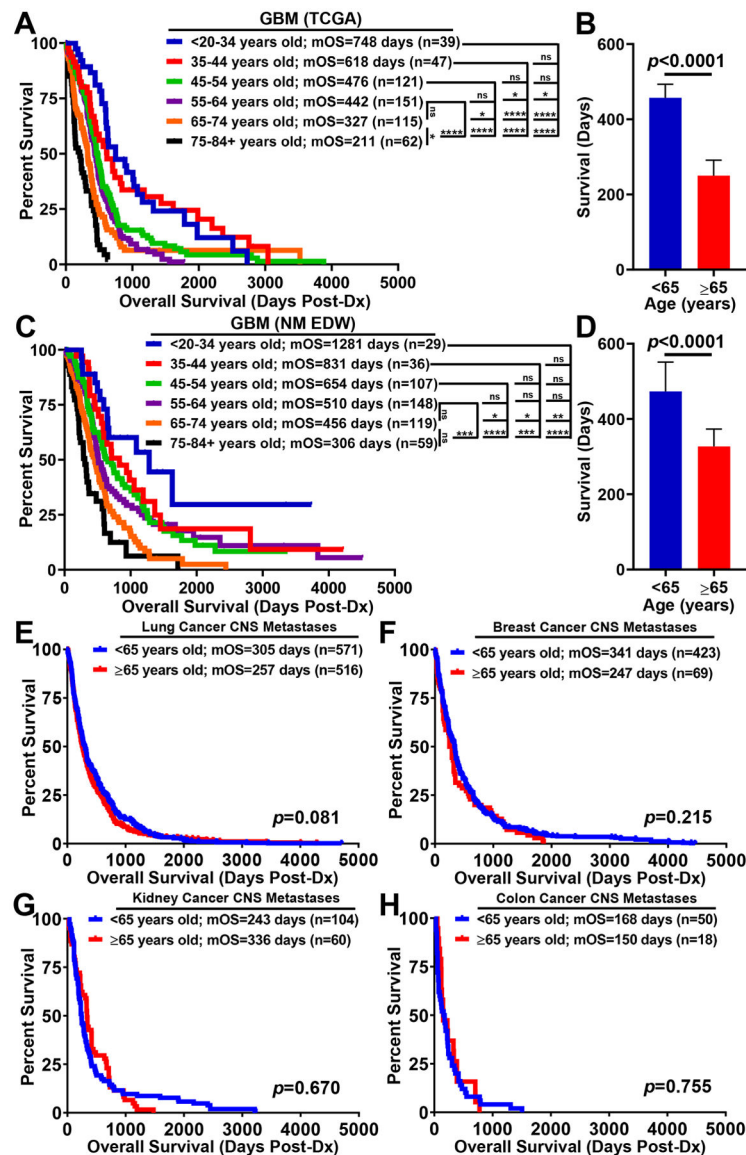 A
GBM (TCGA)
<20-34 years old; mOS=748 days (n=39)
35-44 years old; mOS=618 days (n=47)
45-54 years old; mOS=476 (n=121)
55-64 years old; mOS=442 (n=151)
65-74 years old; mOS=327 (n=115)
75-84+ years old; mOS=211 (n=62)
ns
ns ns
ns * *
ns * **** ****
* **** **** **** ****
Percent Survival
100
75
50
25
0
0 1000 2000 3000 4000 5000
Overall Survival (Days Post-Dx)
B
p<0.0001
Survival (Days)
600
400
200
0
<65 ≥65
Age (years)
C
GBM (NM EDW)
<20-34 years old; mOS=1281 days (n=29)
35-44 years old; mOS=831 days (n=36)
45-54 years old; mOS=654 days (n=107)
55-64 years old; mOS=510 days (n=148)
65-74 years old; mOS=456 days (n=119)
75-84+ years old; mOS=306 days (n=59)
ns
ns ns
ns ns ns
ns * * **
ns *** **** *** ****
Percent Survival
100
75
50
25
0
0 1000 2000 3000 4000 5000
Overall Survival (Days Post-Dx)
D
p<0.0001
Survival (Days)
600
400
200
0
<65 ≥65
Age (years)
E
Lung Cancer CNS Metastases
<65 years old; mOS=305 days (n=571)
≥65 years old; mOS=257 days (n=516)
Percent Survival
100
75
50
25
0
p=0.081
0 1000 2000 3000 4000 5000
Overall Survival (Days Post-Dx)
F
Breast Cancer CNS Metastases
<65 years old; mOS=341 days (n=423)
≥65 years old; mOS=247 days (n=69)
Percent Survival
100
75
50
25
0
p=0.215
0 1000 2000 3000 4000 5000
Overall Survival (Days Post-Dx)
G
Kidney Cancer CNS Metastases
<65 years old; mOS=243 days (n=104)
≥65 years old; mOS=336 days (n=60)
Percent Survival
100
75
50
25
0
p=0.670
0 1000 2000 3000 4000 5000
Overall Survival (Days Post-Dx)
H
Colon Cancer CNS Metastases
<65 years old; mOS=168 days (n=50)
≥65 years old; mOS=150 days (n=18)
Percent Survival
100
75
50
25
0
p=0.755
0 1000 2000 3000 4000 5000
Overall Survival (Days Post-Dx)